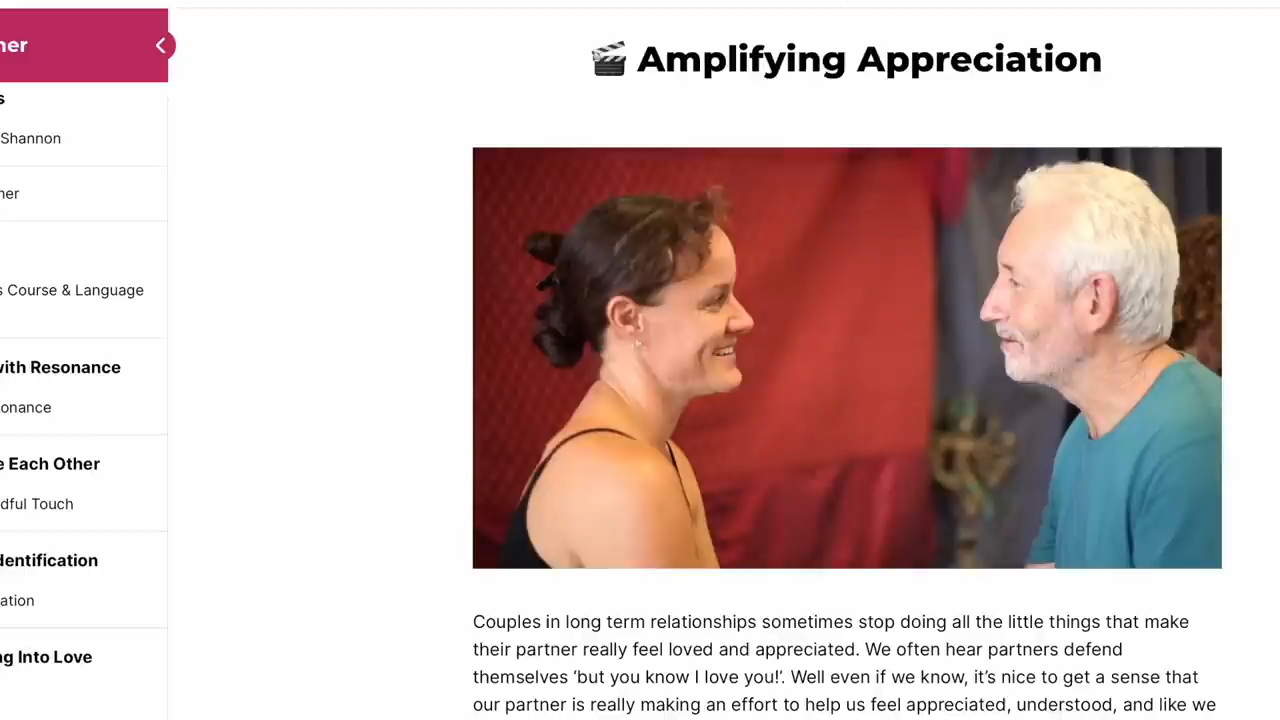 ner
s
Shannon
ner
s Course & Language
with Resonance
onance
e Each Other
dful Touch
dentification
ation
ng Into Love
Amplifying Appreciation
Couples in long term relationships sometimes stop doing all the little things that make
their partner really feel loved and appreciated. We often hear partners defend
themselves ‘but you know I love you!’. Well even if we know, it’s nice to get a sense that
our partner is really making an effort to help us feel appreciated, understood, and like we